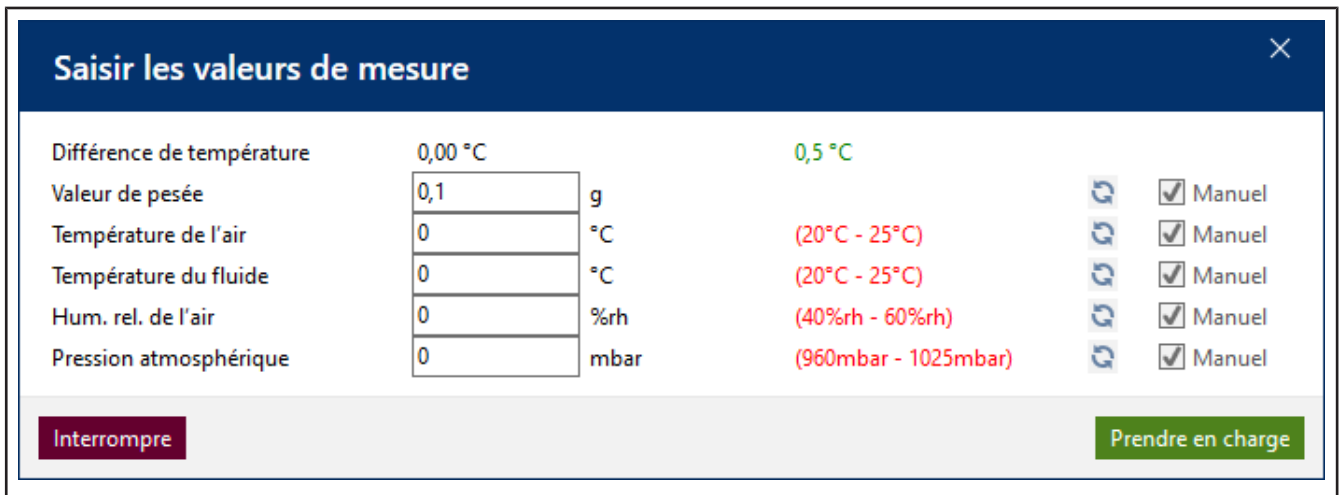 Saisir les valeurs de mesure
Différence de température 0,00 °C 0,5 °C
Valeur de pesée 0,1 g Manuel
Température de l'air 0 °C (20°C - 25°C) Manuel
Température du fluide 0 °C (20°C - 25°C) Manuel
Hum. rel. de l'air 0 %rh (40%rh - 60%rh) Manuel
Pression atmosphérique 0 mbar (960mbar - 1025mbar) Manuel
Interrompre Prendre en charge